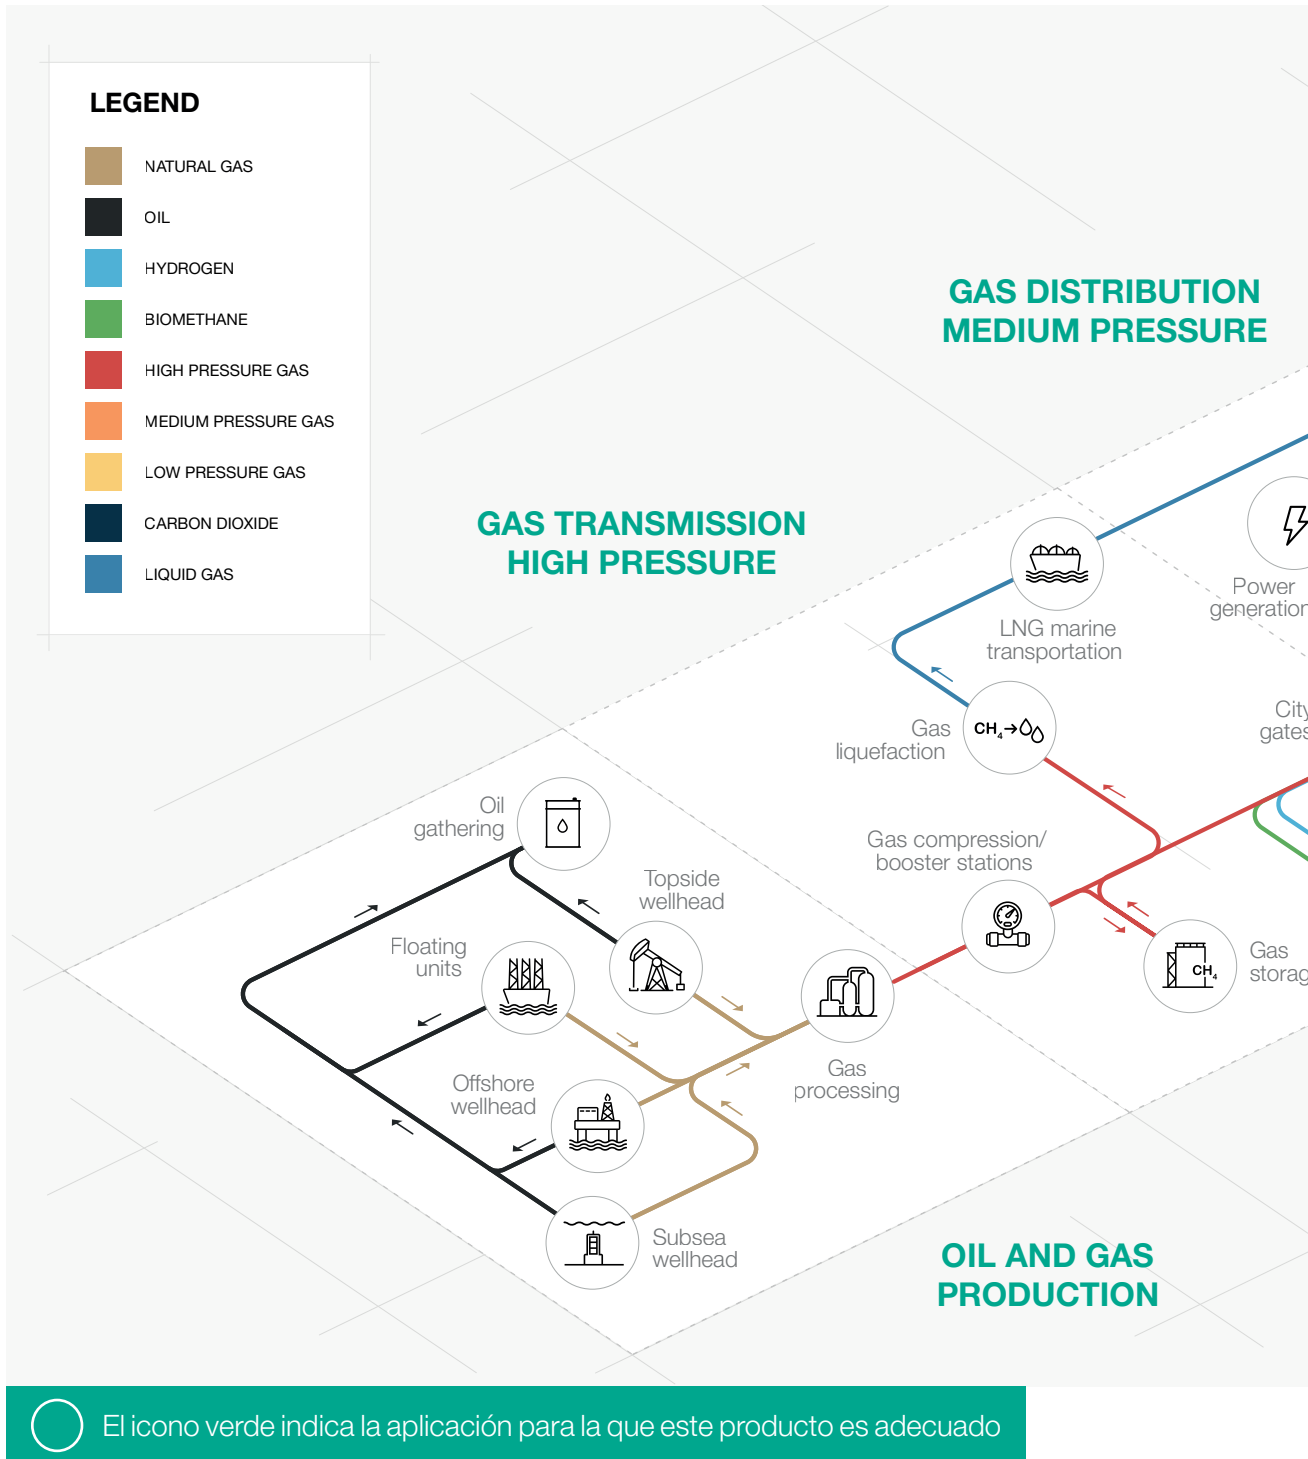 LEGEND
NATURAL GAS
OIL
HYDROGEN
BIOMETHANE
HIGH PRESSURE GAS
MEDIUM PRESSURE GAS
LOW PRESSURE GAS
CARBON DIOXIDE
LIQUID GAS
GAS DISTRIBUTION
MEDIUM PRESSURE
GAS TRANSMISSION
HIGH PRESSURE
Power
generation
LNG marine
transportation
City
gates
Gas
liquefaction
CH₄→
Oil
gathering
Gas compression/
booster stations
Topside
wellhead
Floating
units
Gas
storag
CH₄
Gas
processing
Offshore
wellhead
Subsea
wellhead
OIL AND GAS
PRODUCTION
El icono verde indica la aplicación para la que este producto es adecuado